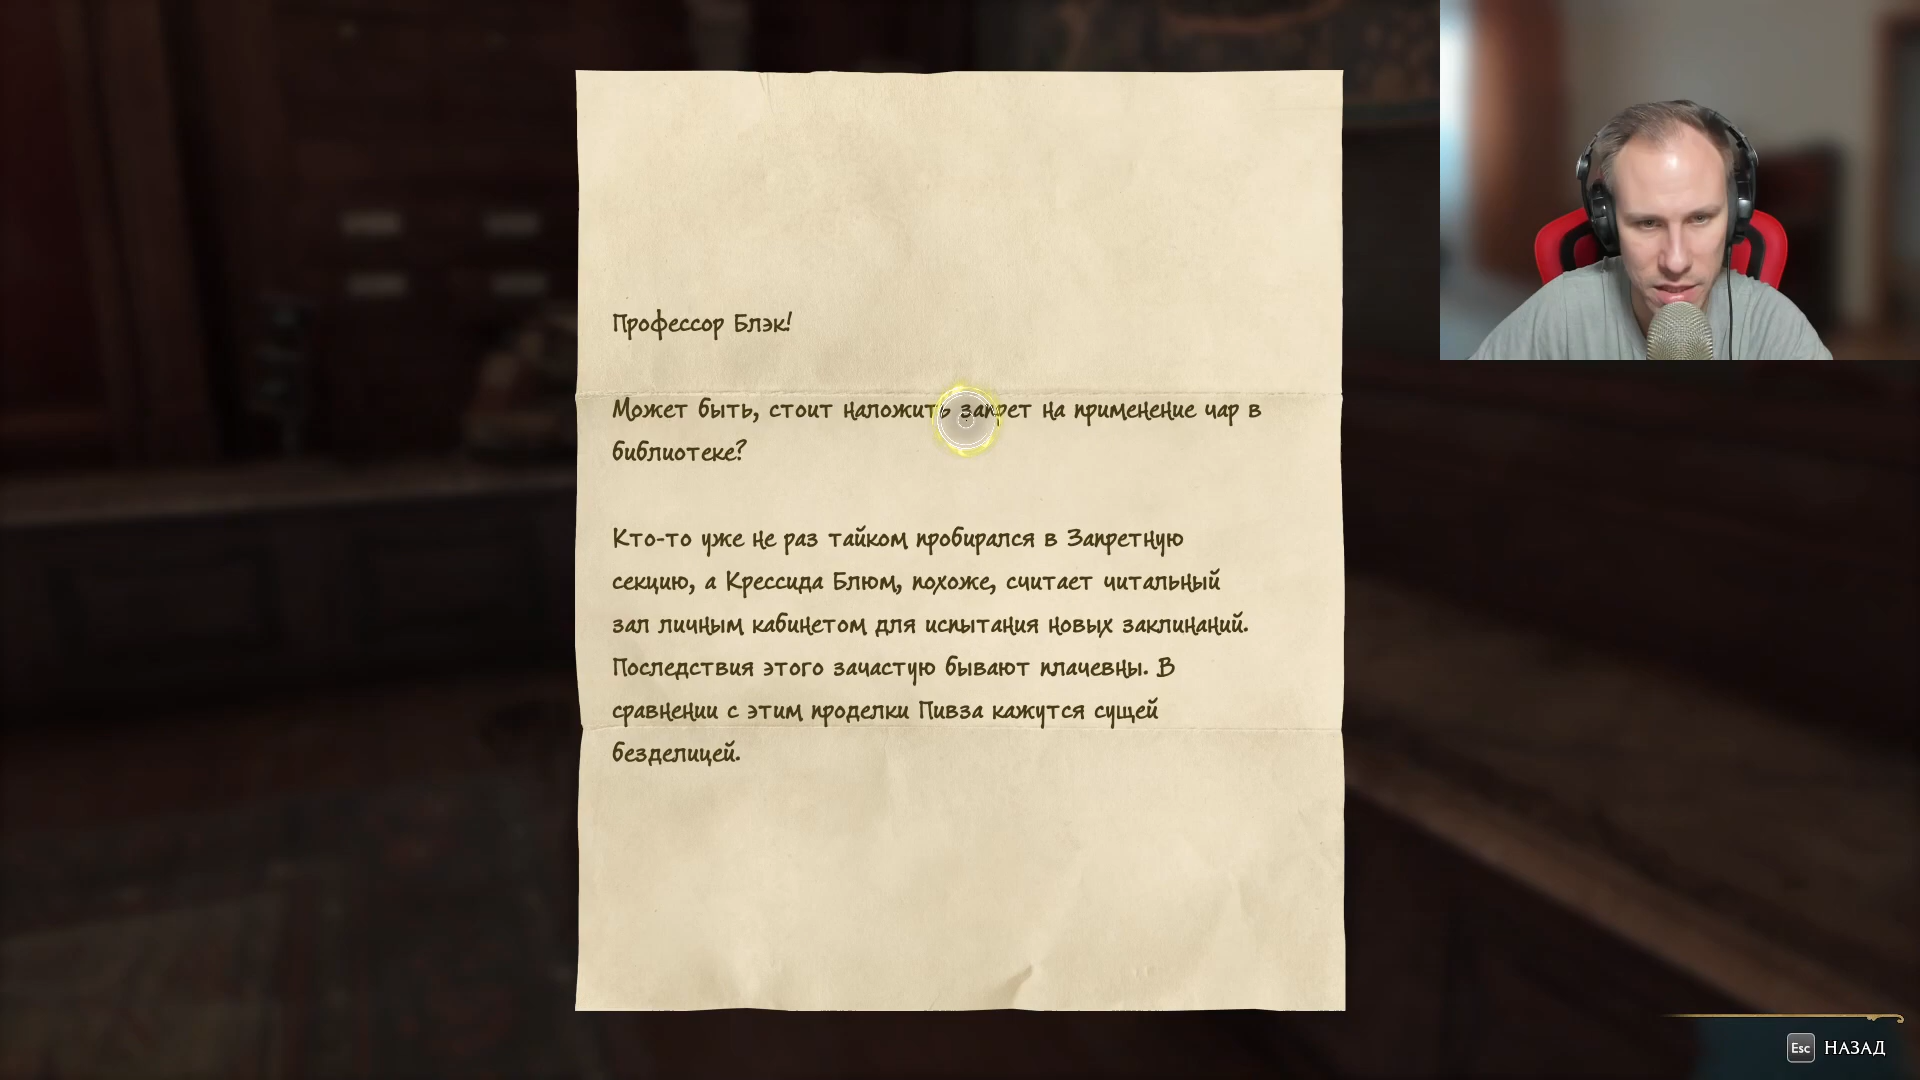 Профессор Блэк!
Может быть, стоит наложить запрет на применение чар в
библиотеке?
Кто-то уже не раз тайком пробирался в Запретную
секцию, а Крессида Блюм, похоже, считает читальный
зал личным кабинетом для испытания новых заклинаний.
Последствия этого зачастую бывают плачевны. В
сравнении с этим проделки Пивза кажутся сущей
безделицей.
Esc НАЗАД